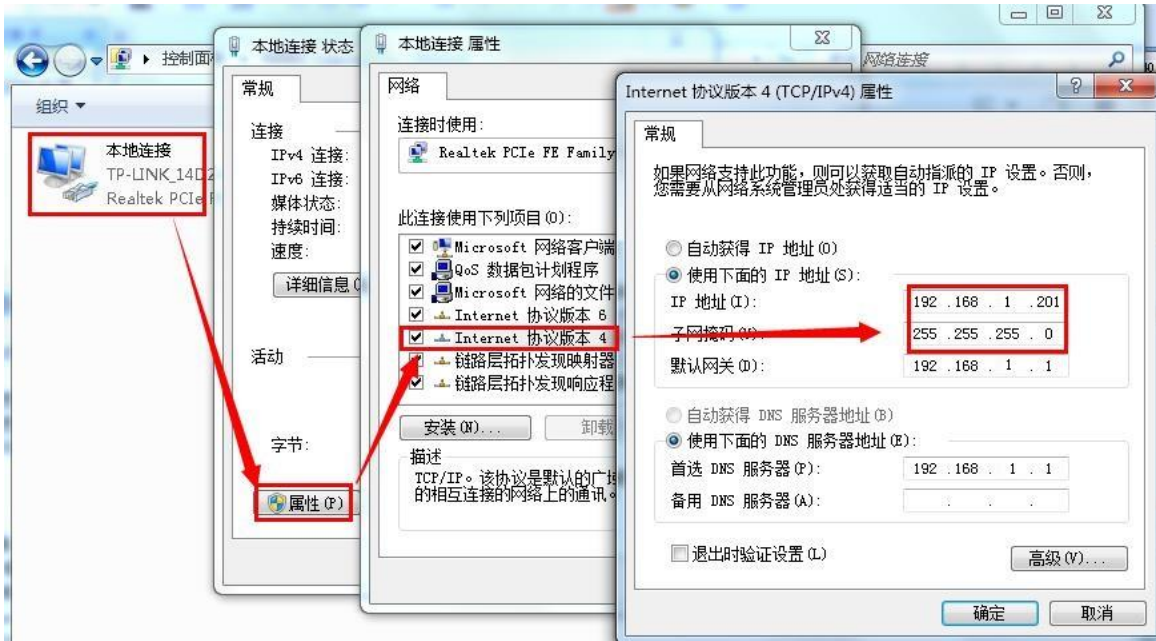 控制面
网络连接
组织
本地连接
TP-LINK_14D2
Realtek PCIe F
本地连接 状态
常规
连接
IPv4 连接:
IPv6 连接:
媒体状态:
持续时间:
速度:
详细信息(
活动
字节:
属性(P)
本地连接 属性
网络
连接时使用:
Realtek PCIe FE Family
此连接使用下列项目(O):
Microsoft 网络客户端
QoS 数据包计划程序
Microsoft 网络的文件
Internet 协议版本 6
Internet 协议版本 4
链路层拓扑发现映射器
链路层拓扑发现响应程
安装(N)...
卸载
描述
TCP/IP。该协议是默认的广域
的相互连接的网络上的通讯。
Internet 协议版本 4 (TCP/IPv4) 属性
常规
如果网络支持此功能，则可以获取自动指派的 IP 设置。否则，
您需要从网络系统管理员处获得适当的 IP 设置。
自动获得 IP 地址(O)
使用下面的 IP 地址(S):
IP 地址(I): 192 .168 . 1 .201
子网掩码(U): 255 .255 .255 . 0
默认网关(D): 192 .168 . 1 . 1
自动获得 DNS 服务器地址(B)
使用下面的 DNS 服务器地址(E):
首选 DNS 服务器(P): 192 .168 . 1 . 1
备用 DNS 服务器(A): . . .
退出时验证设置(L)
高级(V)...
确定
取消